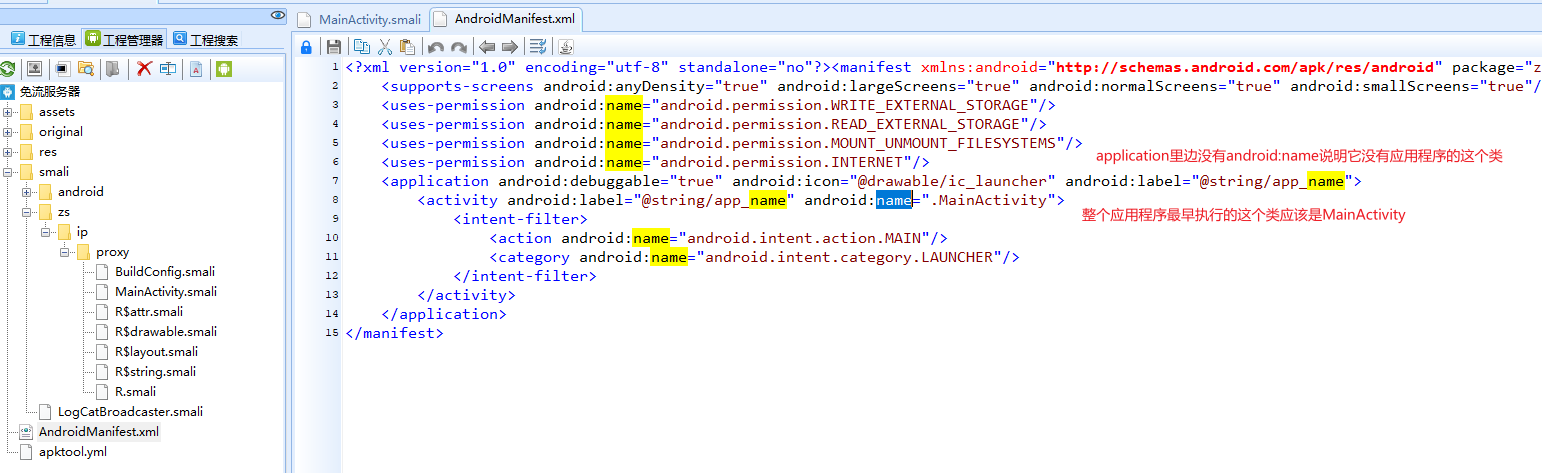 MainActivity.smali
AndroidManifest.xml
工程信息
工程管理器
工程搜索
免流服务器
assets
original
res
smali
android
zs
ip
proxy
BuildConfig.smali
MainActivity.smali
R$attr.smali
R$drawable.smali
R$layout.smali
R$string.smali
R.smali
LogCatBroadcaster.smali
AndroidManifest.xml
apktool.yml
1 <?xml version="1.0" encoding="utf-8" standalone="no"?><manifest xmlns:android="http://schemas.android.com/apk/res/android" package="z
2 <supports-screens android:anyDensity="true" android:largeScreens="true" android:normalScreens="true" android:smallScreens="true"/
3 <uses-permission android:name="android.permission.WRITE_EXTERNAL_STORAGE"/>
4 <uses-permission android:name="android.permission.READ_EXTERNAL_STORAGE"/>
5 <uses-permission android:name="android.permission.MOUNT_UNMOUNT_FILESYSTEMS"/>
6 <uses-permission android:name="android.permission.INTERNET"/>
application里边没有android:name说明它没有应用程序的这个类
7 <application android:debuggable="true" android:icon="@drawable/ic_launcher" android:label="@string/app_name">
8 <activity android:label="@string/app_name" android:name=".MainActivity">
整个应用程序最早执行的这个类应该是MainActivity
9 <intent-filter>
10 <action android:name="android.intent.action.MAIN"/>
11 <category android:name="android.intent.category.LAUNCHER"/>
12 </intent-filter>
13 </activity>
14 </application>
15 </manifest>